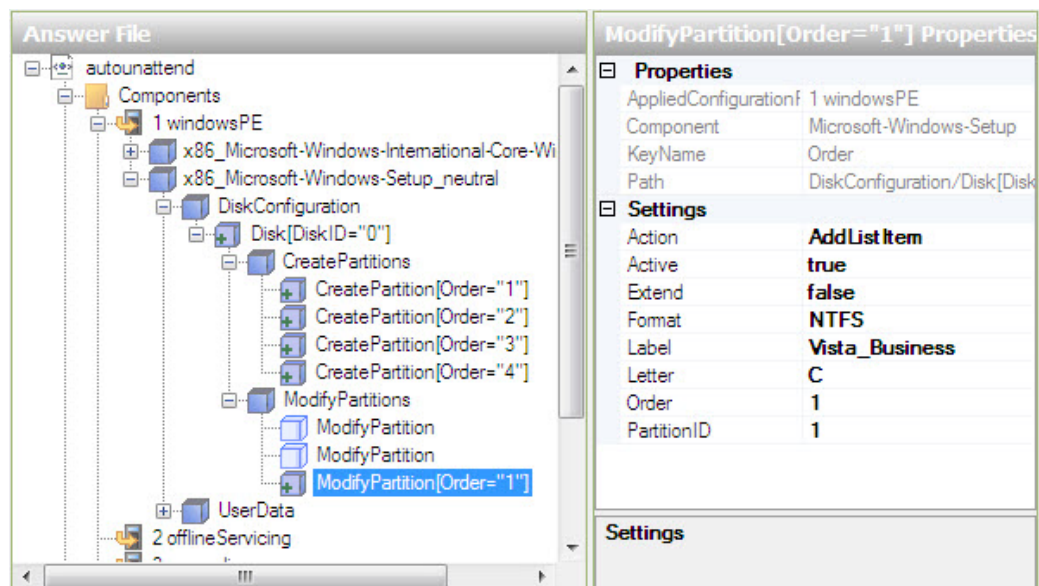 Answer File
autounattend
Components
1 windowsPE
x86_Microsoft-Windows-International-Core-Wi
x86_Microsoft-Windows-Setup_neutral
DiskConfiguration
Disk[DiskID="0"]
CreatePartitions
CreatePartition[Order="1"]
CreatePartition[Order="2"]
CreatePartition[Order="3"]
CreatePartition[Order="4"]
ModifyPartitions
ModifyPartition
ModifyPartition
ModifyPartition[Order="1"]
UserData
2 offlineServicing
ModifyPartition[Order="1"] Properties
Properties
AppliedConfigurationP 1 windowsPE
Component Microsoft-Windows-Setup
KeyName Order
Path DiskConfiguration/Disk[Disk
Settings
Action AddListItem
Active true
Extend false
Format NTFS
Label Vista_Business
Letter C
Order 1
PartitionID 1
Settings